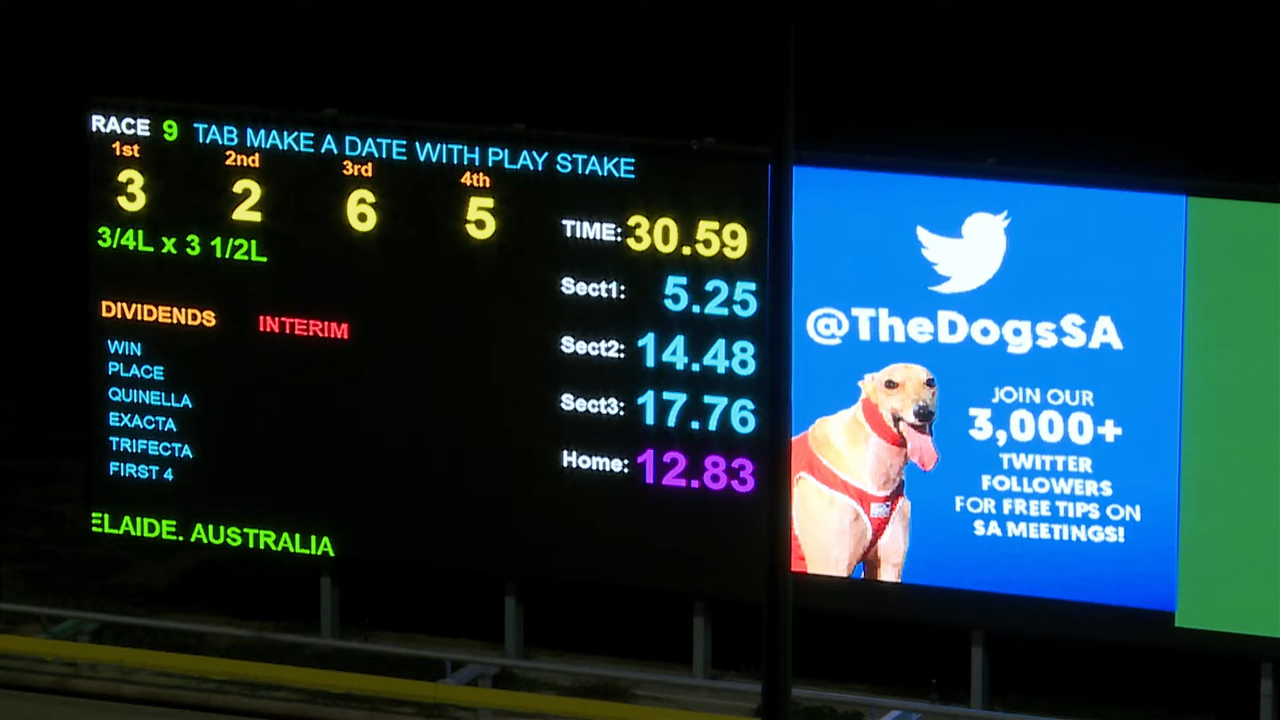 RACE 9 TAB MAKE A DATE WITH PLAY STAKE
1st 2nd 3rd 4th
3 2 6 5
3/4L x 3 1/2L
TIME: 30.59
Sect1: 5.25
Sect2: 14.48
Sect3: 17.76
Home: 12.83
DIVIDENDS INTERIM
WIN
PLACE
QUINELLA
EXACTA
TRIFECTA
FIRST 4
ELAIDE. AUSTRALIA
@TheDogsSA
JOIN OUR
3,000+
TWITTER
FOLLOWERS
FOR FREE TIPS ON
SA MEETINGS!